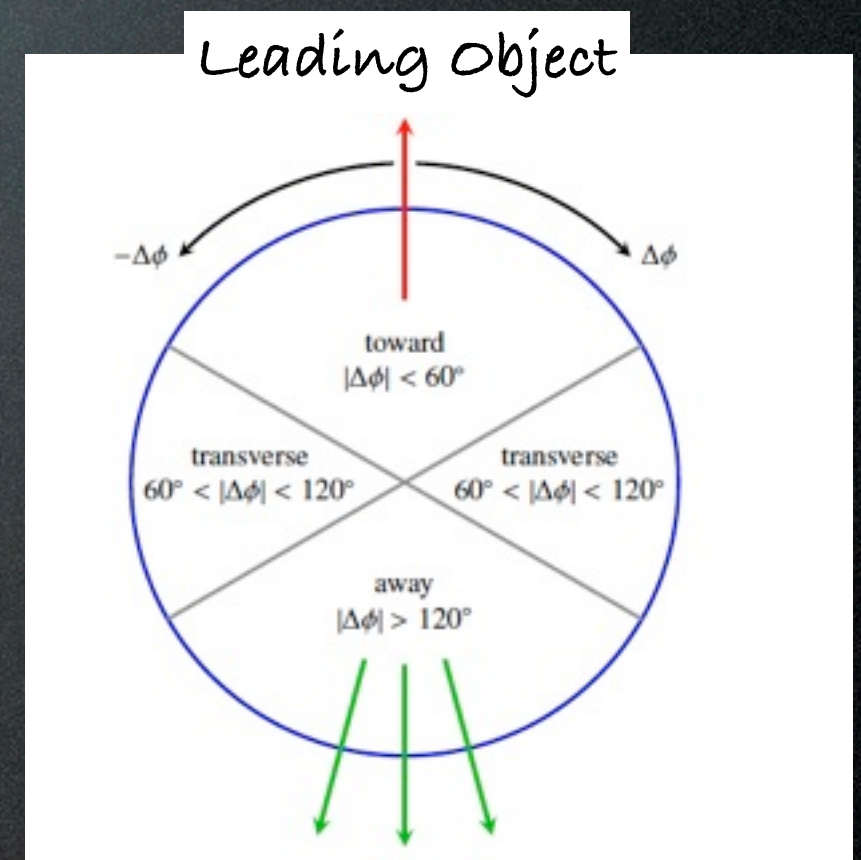 Leading Object
−Δϕ
Δϕ
toward
|Δϕ| < 60°
transverse
60° < |Δϕ| < 120°
transverse
60° < |Δϕ| < 120°
away
|Δϕ| > 120°